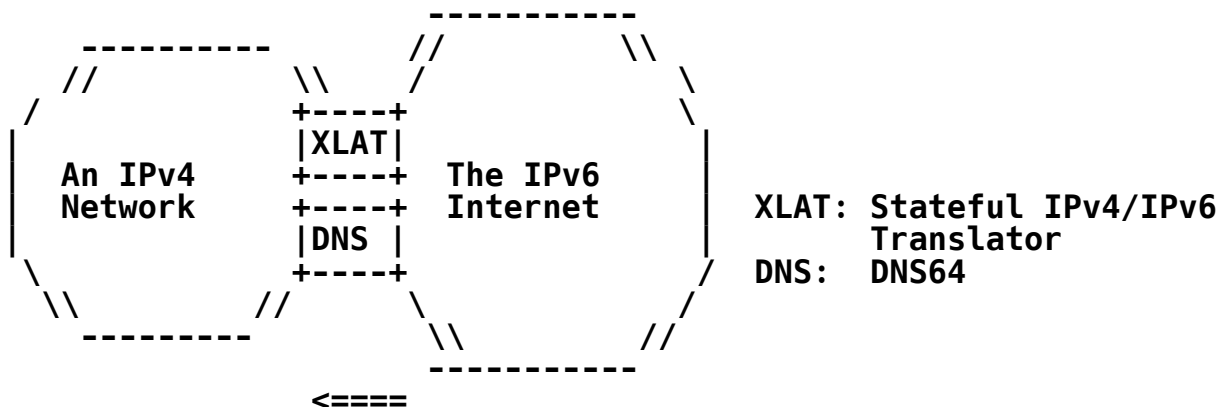 XLAT
An IPv4 The IPv6
Network Internet XLAT: Stateful IPv4/IPv6
DNS Translator
DNS: DNS64